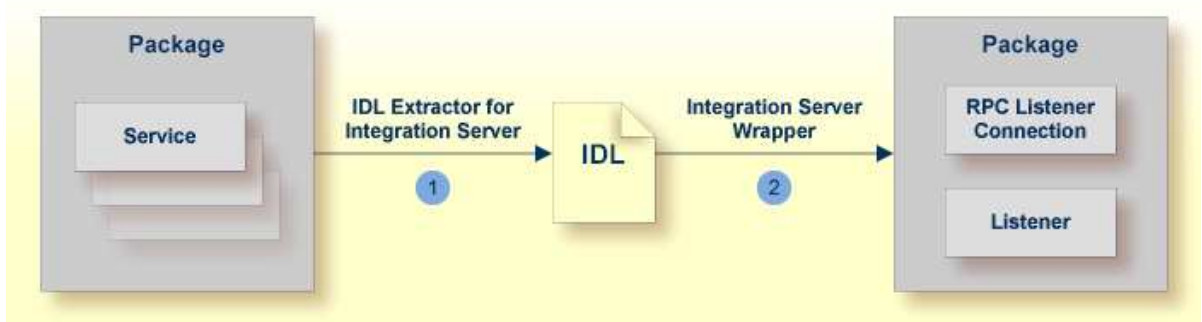 Package
Service
IDL Extractor for
Integration Server
1
IDL
Integration Server
Wrapper
2
Package
RPC Listener
Connection
Listener